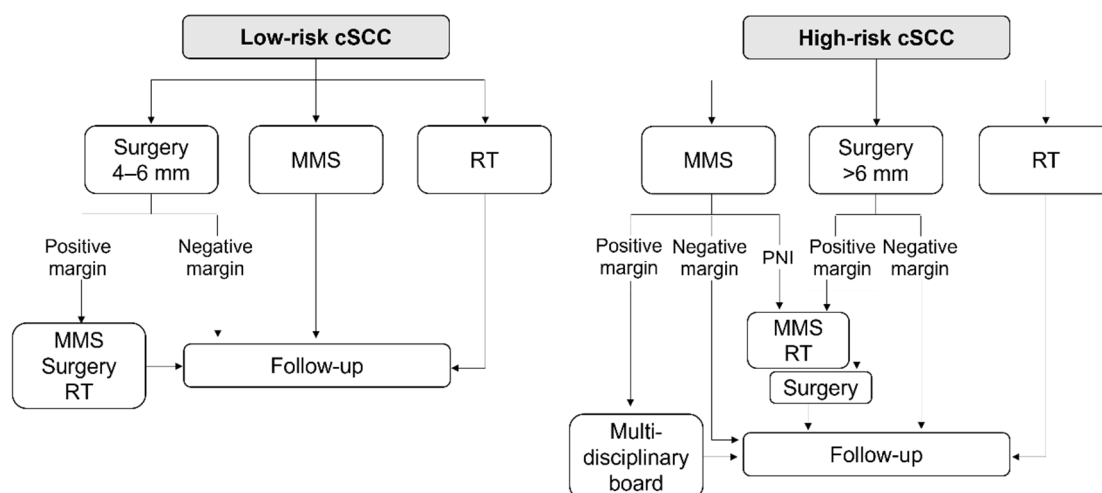 Low-risk cSCC
Surgery
4–6 mm
MMS
RT
Positive
margin
Negative
margin
MMS
Surgery
RT
Follow-up
High-risk cSCC
MMS
Surgery
>6 mm
RT
Positive
margin
Negative
margin
PNI
Positive
margin
Negative
margin
MMS
RT
Surgery
Multi-
disciplinary
board
Follow-up